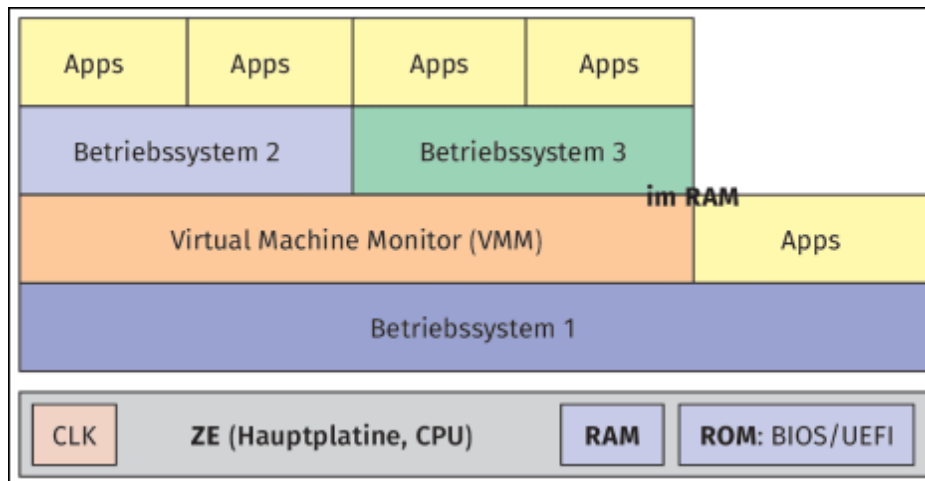 Apps Apps Apps Apps
Betriebssystem 2 Betriebssystem 3
im RAM
Virtual Machine Monitor (VMM) Apps
Betriebssystem 1
CLK ZE (Hauptplatine, CPU) RAM ROM: BIOS/UEFI